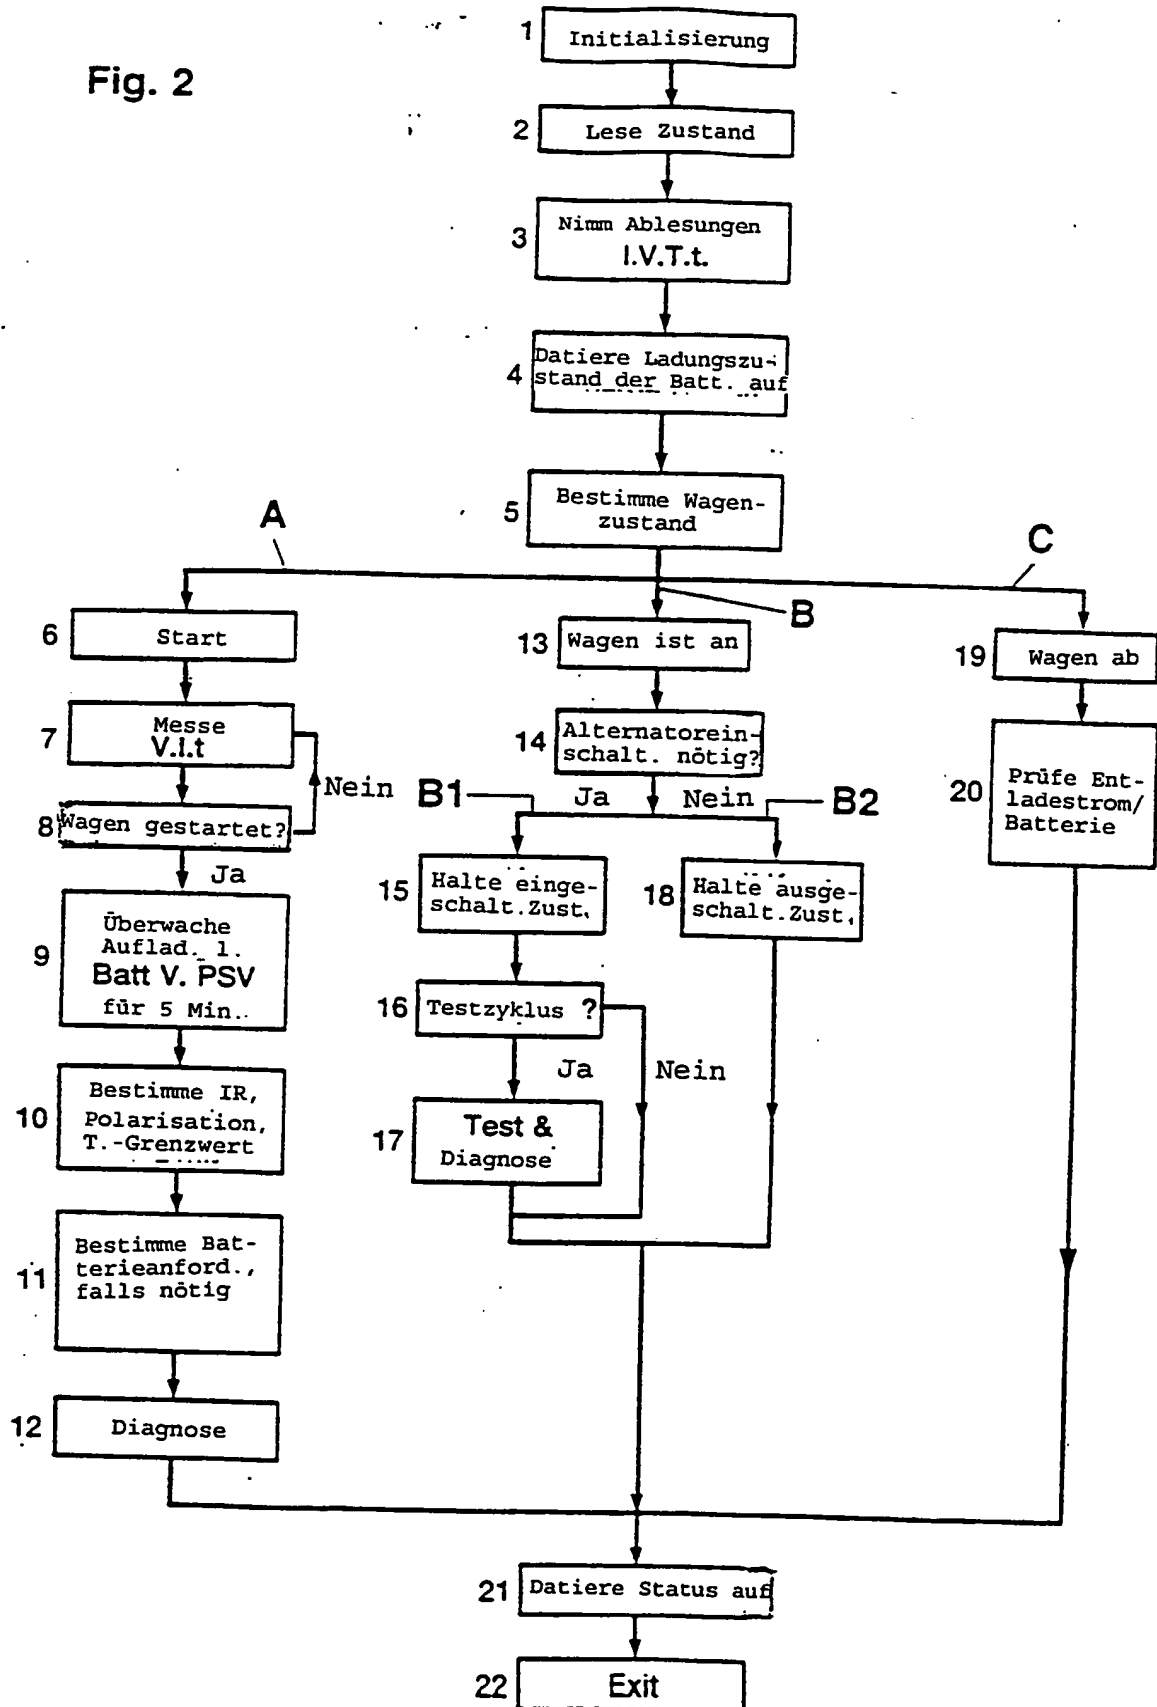 Fig. 2
1 Initialisierung
2 Lese Zustand
3 Nimm Ablesungen
I.V.T.t.
4 Datiere Ladungszu-
stand der Batt. auf
5 Bestimme Wagen-
zustand
A
B
C
6 Start
7 Messe
V.I.t
Nein
8 Wagen gestartet?
Ja
9 Überwache
Auflad. l.
Batt V. PSV
für 5 Min.
10 Bestimme IR,
Polarisation,
T.-Grenzwert
11 Bestimme Bat-
terieanford.,
falls nötig
12 Diagnose
13 Wagen ist an
14 Alternatorein-
schalt. nötig?
B1 Ja Nein B2
15 Halte einge-
schalt.Zust.
16 Testzyklus ?
Ja Nein
17 Test &
Diagnose
18 Halte ausge-
schalt.Zust.
19 Wagen ab
20 Prüfe Ent-
ladestrom/
Batterie
21 Datiere Status auf
22 Exit